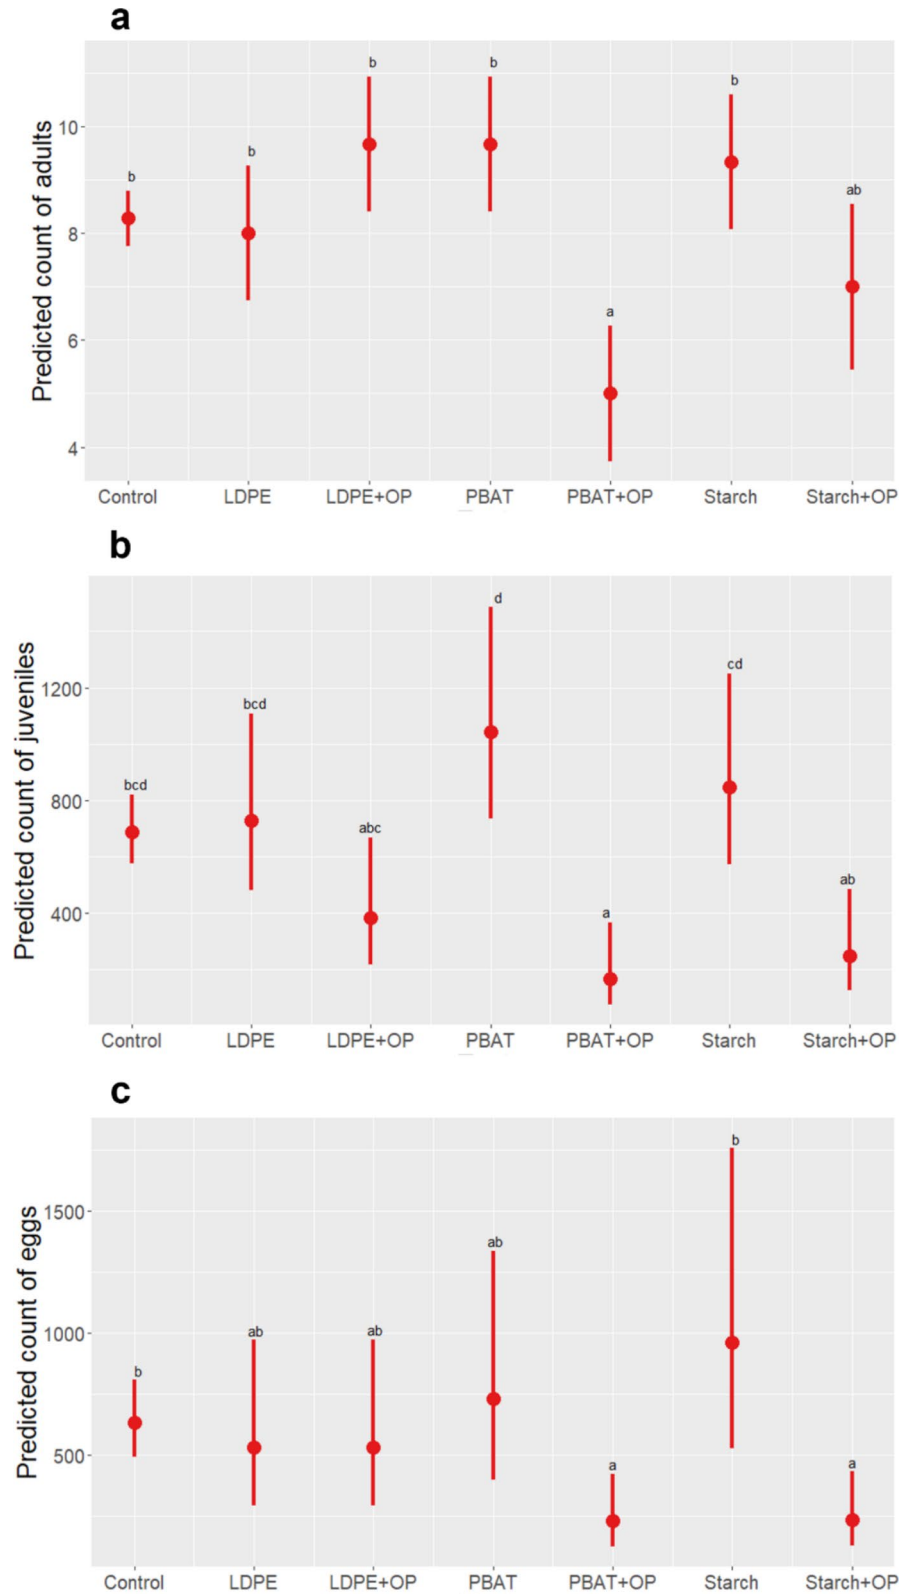 a
Predicted count of adults
10
8
6
4
b
b
b
b
a
b
ab
Control LDPE LDPE+OP PBAT PBAT+OP Starch Starch+OP
b
Predicted count of juveniles
1200
800
400
bcd
bcd
abc
d
a
cd
ab
Control LDPE LDPE+OP PBAT PBAT+OP Starch Starch+OP
c
Predicted count of eggs
1500
1000
500
b
ab
ab
ab
a
b
a
Control LDPE LDPE+OP PBAT PBAT+OP Starch Starch+OP